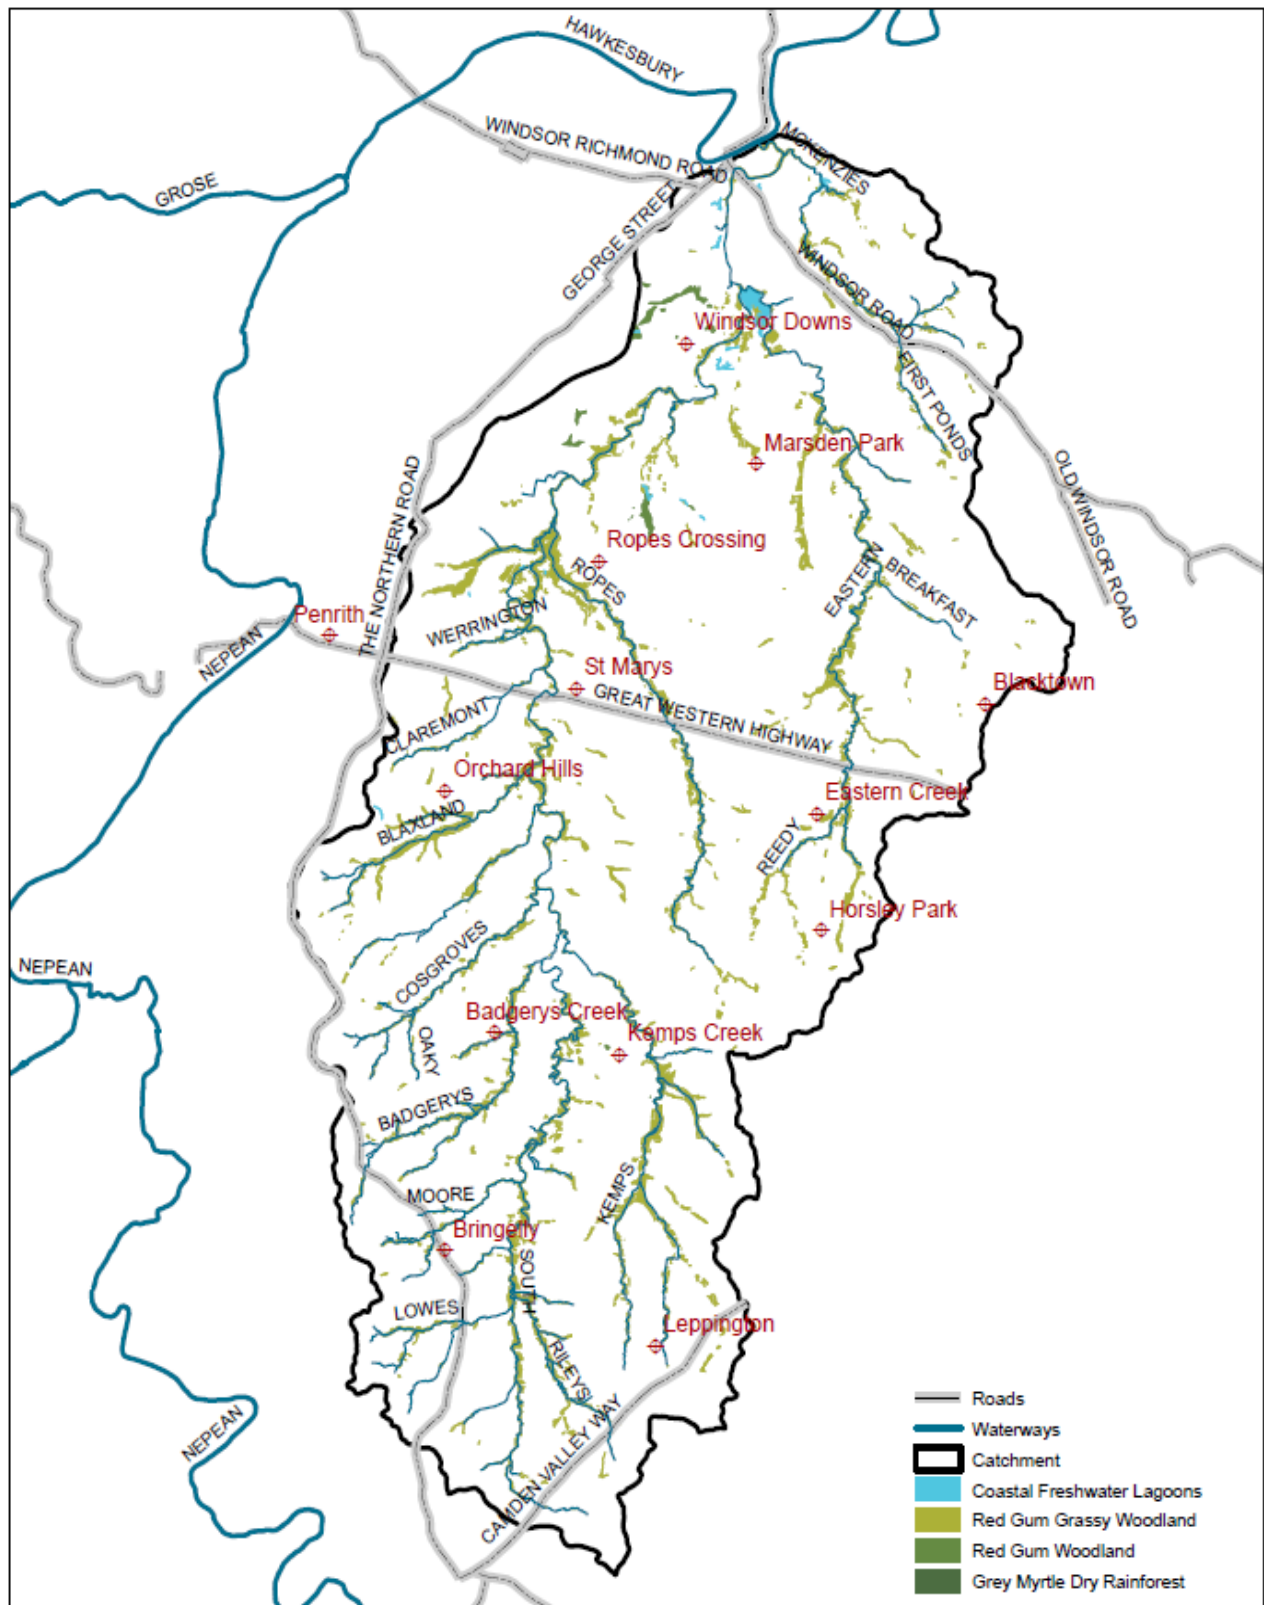 HAWKESBURY
WINDSOR RICHMOND ROAD
MCKENZIES
GROSE
GEORGE STREET
WINDSOR ROAD
Windsor Downs
FIRST PONDS
Marsden Park
OLD WINDSOR ROAD
THE NORTHERN ROAD
Ropes Crossing
ROPES
EASTERN
BREAKFAST
WERRINGTON
Penrith
NEPEAN
St Marys
Blacktown
GREAT WESTERN HIGHWAY
CLAREMONT
Orchard Hills
Eastern Creek
BLAXLAND
REEDY
Horsley Park
NEPEAN
COSGROVES
Badgerys Creek
Kemps Creek
OAKY
BADGERYS
KEMPS
MOORE
Bringelly
SOUTH
LOWES
Leppington
RILEYS
NEPEAN
CAMDEN VALLEY WAY
Roads
Waterways
Catchment
Coastal Freshwater Lagoons
Red Gum Grassy Woodland
Red Gum Woodland
Grey Myrtle Dry Rainforest